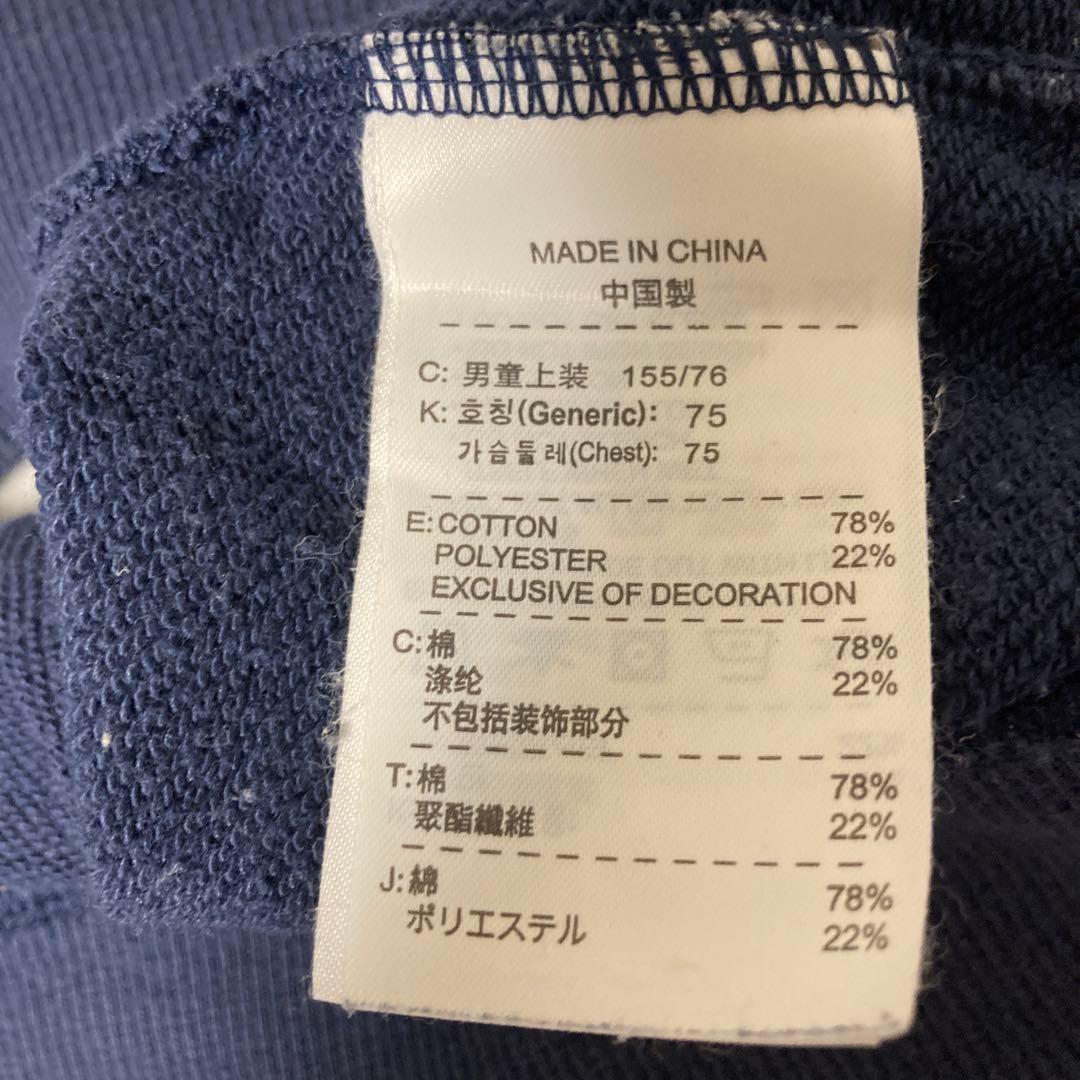 MADE IN CHINA
中国製
C: 男童上装 155/76
K: 호칭(Generic): 75
가슴둘레(Chest): 75
E: COTTON 78%
POLYESTER 22%
EXCLUSIVE OF DECORATION
C: 棉 78%
涤纶 22%
不包括装饰部分
T: 棉 78%
聚酯纖維 22%
J: 綿 78%
ポリエステル 22%